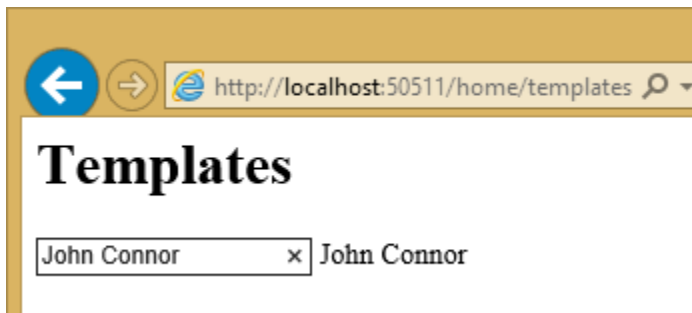 http://localhost:50511/home/templates
Templates
John Connor × John Connor